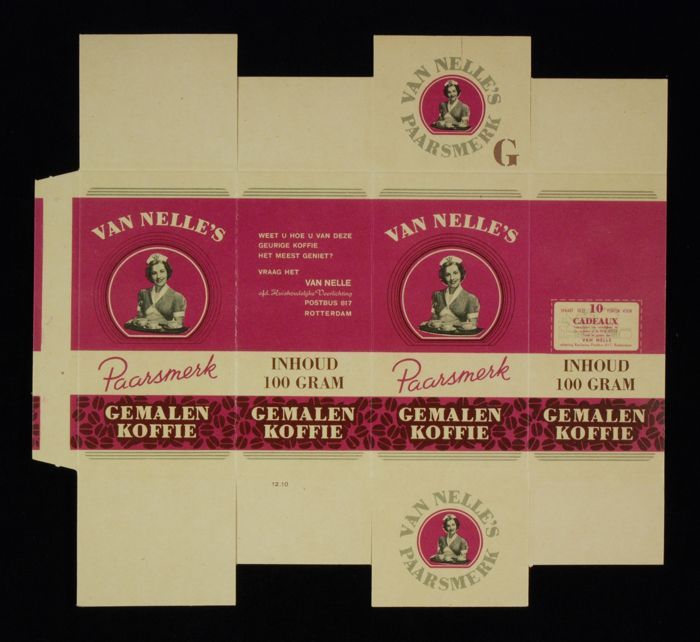 VAN NELLE'S
PAARSMERK
G
VAN NELLE'S
Paarsmerk
GEMALEN
KOFFIE
WEET U HOE U VAN DEZE
GEURIGE KOFFIE
HET MEEST GENIET?
VRAAG HET
VAN NELLE
afd. Huishoudelijke Voorlichting
POSTBUS 817
ROTTERDAM
INHOUD
100 GRAM
GEMALEN
KOFFIE
12.10
VAN NELLE'S
Paarsmerk
GEMALEN
KOFFIE
10
CADEAUX
VAN NELLE
INHOUD
100 GRAM
GEMALEN
KOFFIE
VAN NELLE'S
PAARSMERK